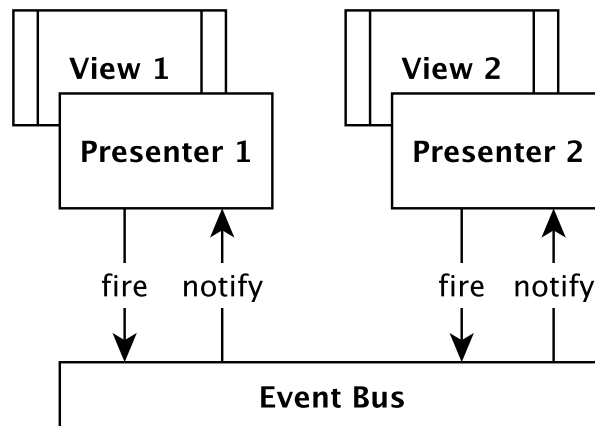 View 1 View 2
Presenter 1 Presenter 2
fire notify fire notify
Event Bus